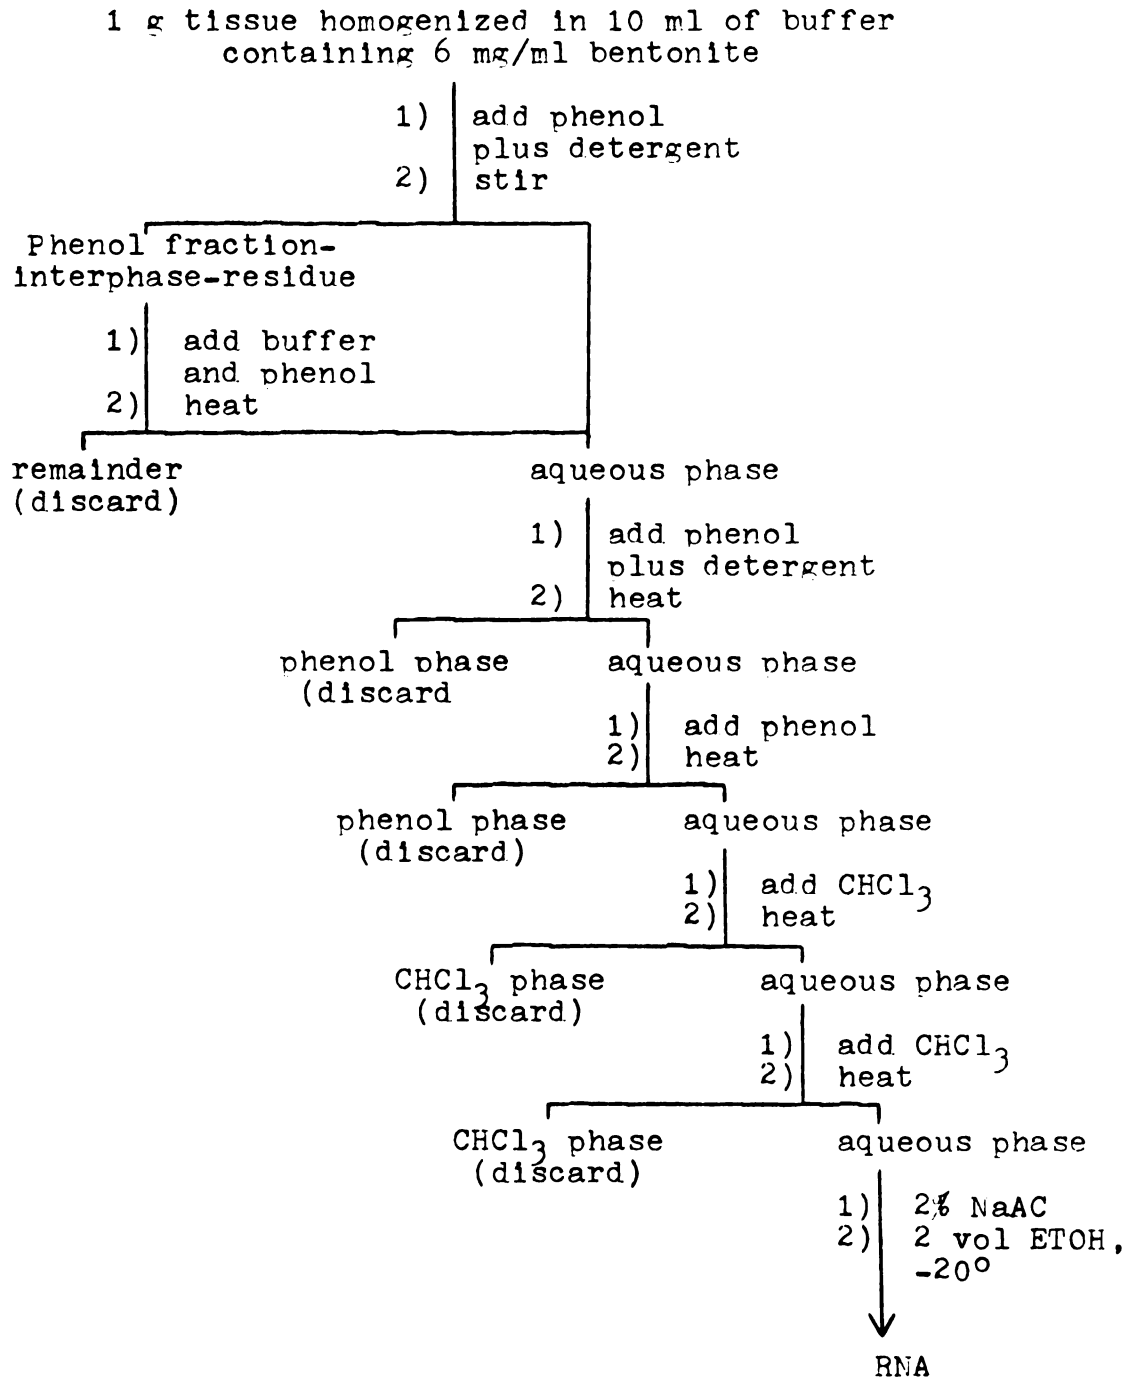 1 g tissue homogenized in 10 ml of buffer
containing 6 mg/ml bentonite
1) add phenol
plus detergent
2) stir
Phenol fraction-
interphase-residue
1) add buffer
and phenol
2) heat
remainder
(discard)
aqueous phase
1) add phenol
plus detergent
2) heat
phenol phase
(discard
aqueous phase
1) add phenol
2) heat
phenol phase
(discard)
aqueous phase
1) add CHCl3
2) heat
CHCl3 phase
(discard)
aqueous phase
1) add CHCl3
2) heat
CHCl3 phase
(discard)
aqueous phase
1) 2% NaAC
2) 2 vol ETOH,
-20°
RNA